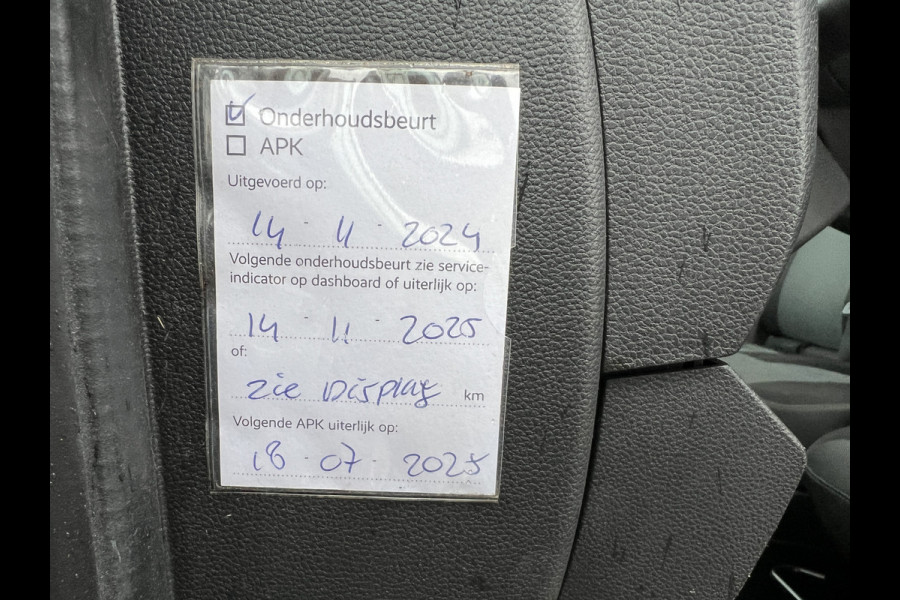 Onderhoudsbeurt
APK
Uitgevoerd op:
14 - 11 - 2024
Volgende onderhoudsbeurt zie service-
indicator op dashboard of uiterlijk op:
14 - 11 - 2025
of:
zie Display km
Volgende APK uiterlijk op:
18 - 07 - 2025